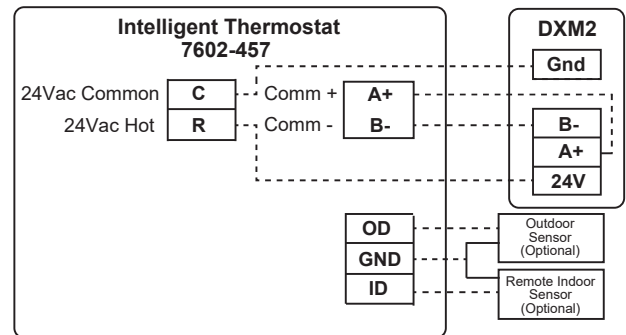 Intelligent Thermostat
7602-457
DXM2
Gnd
24Vac Common C Comm + A+
24Vac Hot R Comm - B-
B-
A+
24V
OD
GND
ID
Outdoor
Sensor
(Optional)
Remote Indoor
Sensor
(Optional)